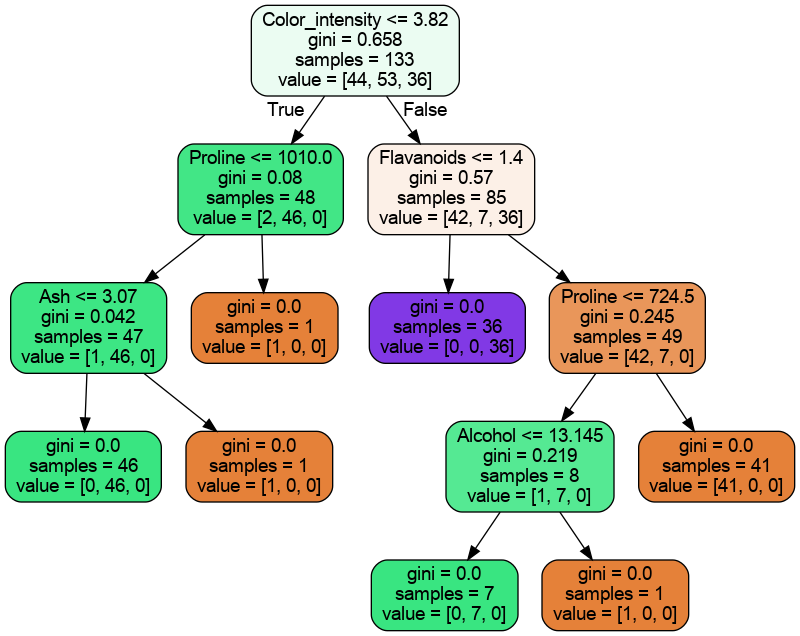 Color_intensity <= 3.82
gini = 0.658
samples = 133
value = [44, 53, 36]
True
False
Proline <= 1010.0
gini = 0.08
samples = 48
value = [2, 46, 0]
Flavanoids <= 1.4
gini = 0.57
samples = 85
value = [42, 7, 36]
Ash <= 3.07
gini = 0.042
samples = 47
value = [1, 46, 0]
gini = 0.0
samples = 1
value = [1, 0, 0]
gini = 0.0
samples = 36
value = [0, 0, 36]
Proline <= 724.5
gini = 0.245
samples = 49
value = [42, 7, 0]
gini = 0.0
samples = 46
value = [0, 46, 0]
gini = 0.0
samples = 1
value = [1, 0, 0]
Alcohol <= 13.145
gini = 0.219
samples = 8
value = [1, 7, 0]
gini = 0.0
samples = 41
value = [41, 0, 0]
gini = 0.0
samples = 7
value = [0, 7, 0]
gini = 0.0
samples = 1
value = [1, 0, 0]